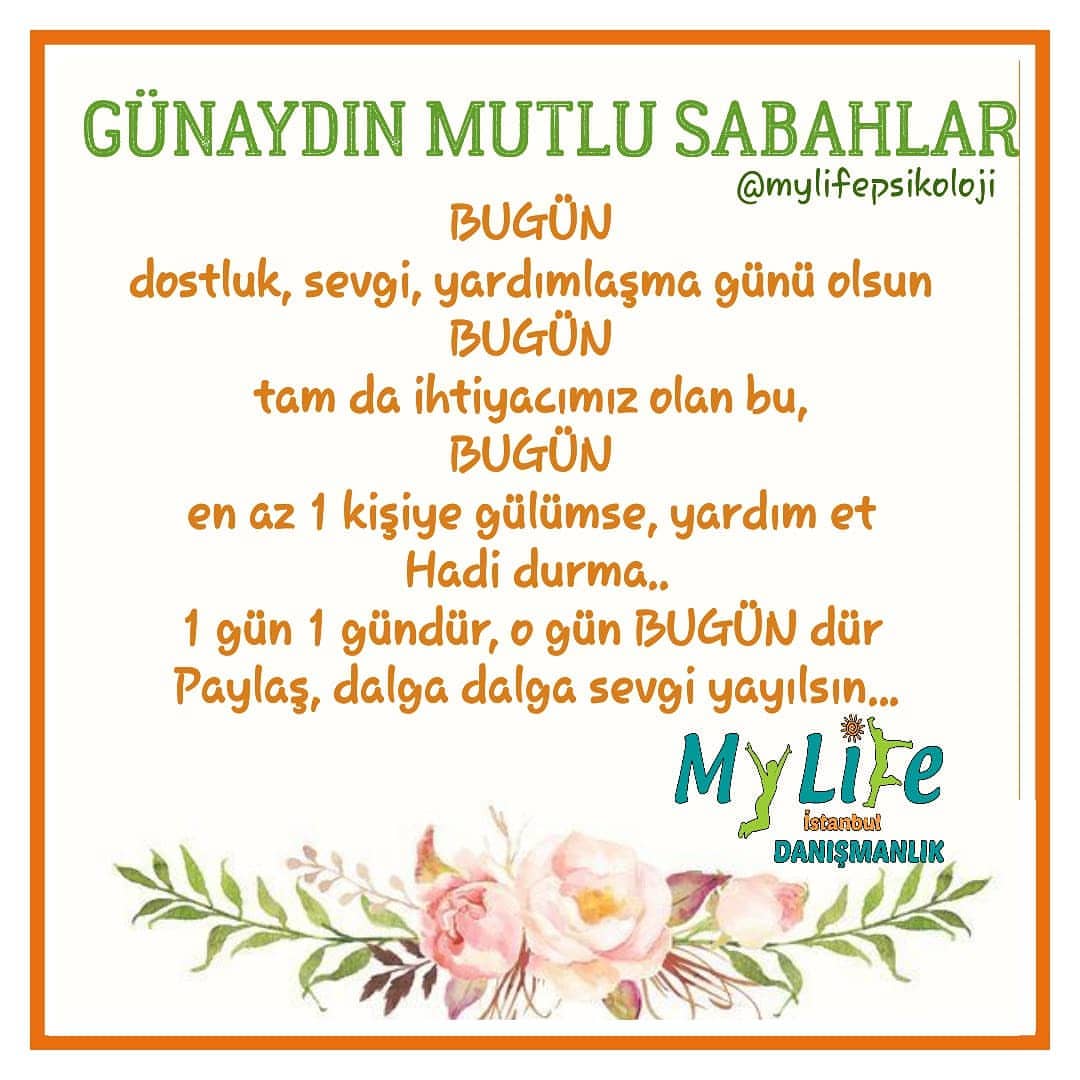 GÜNAYDIN MUTLU SABAHLAR
@mylifepsikoloji
BUGÜN
dostluk, sevgi, yardımlaşma günü olsun
BUGÜN
tam da ihtiyacımız olan bu,
BUGÜN
en az 1 kişiye gülümse, yardım et
Hadi durma..
1 gün 1 gündür, o gün BUGÜN dür
Paylaş, dalga dalga sevgi yayılsın...
MyLife
istanbul
DANIŞMANLIK